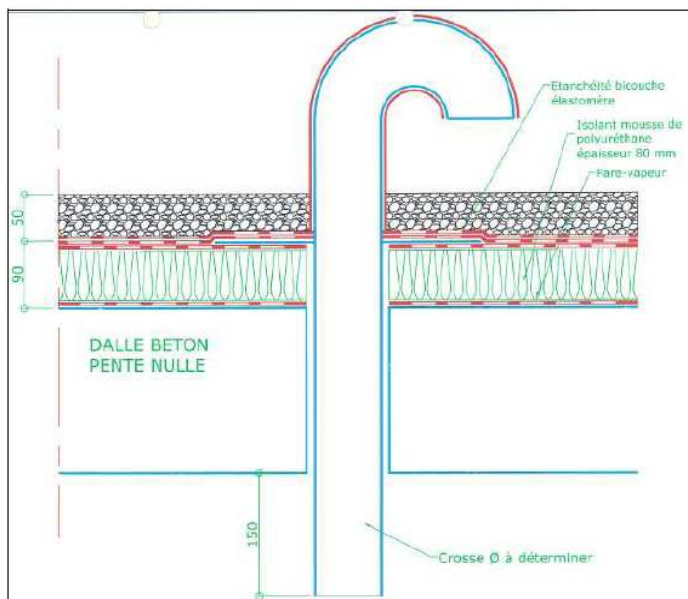 Etanchéité bicouche
élastomère
Isolant mousse de
polyuréthane
épaisseur 80 mm
Pare-vapeur
50
90
DALLE BETON
PENTE NULLE
150
Crosse Ø à déterminer